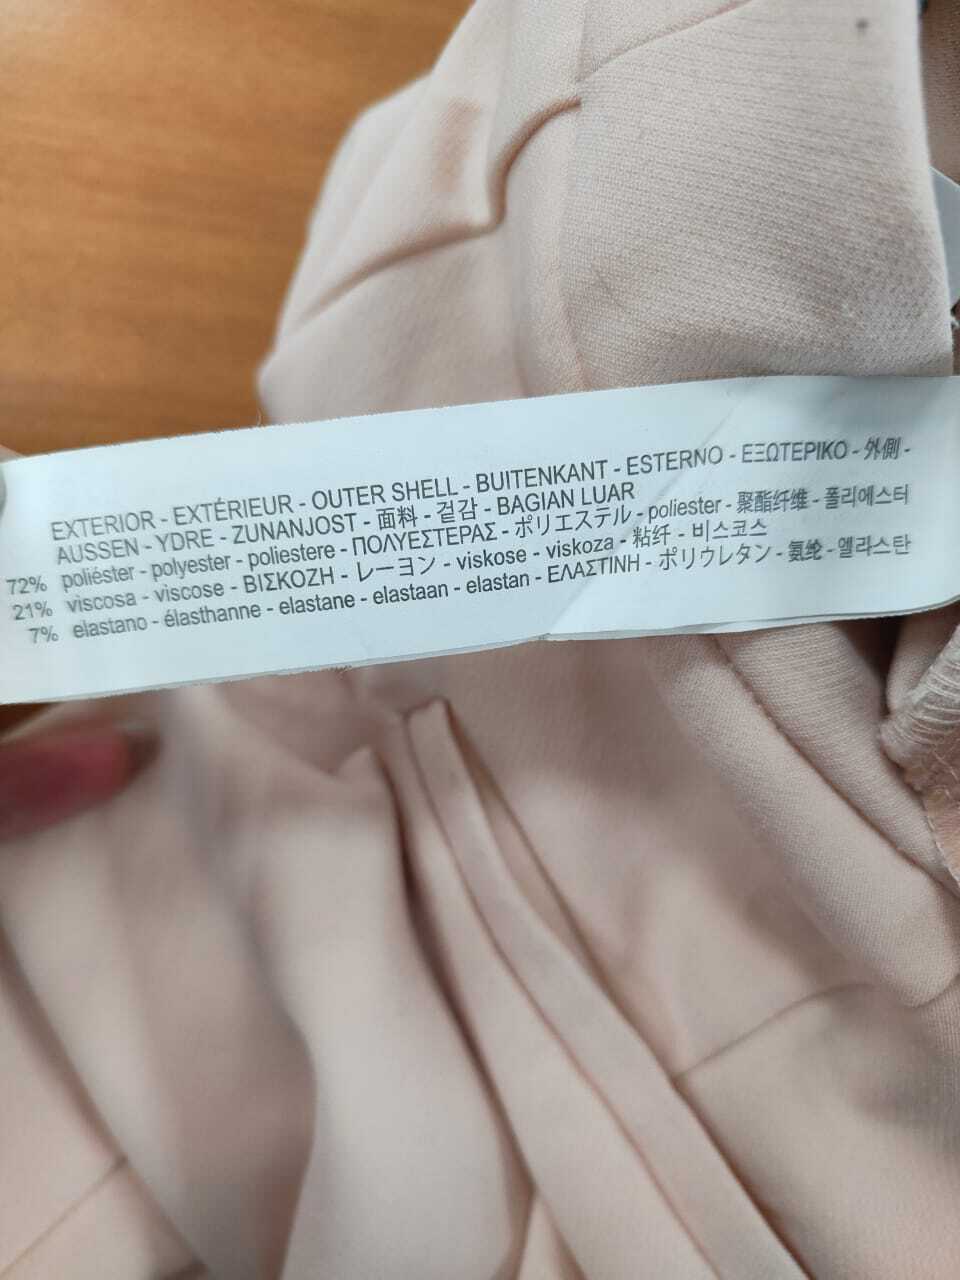 EXTERIOR - EXTÉRIEUR - OUTER SHELL - BUITENKANT - ESTERNO - ΕΞΩΤΕΡΙΚΟ - 外側 -
AUSSEN - YDRE - ZUNANJOST - 面料 - 겉감 - BAGIAN LUAR
72% poliéster - polyester - poliestere - ΠΟΛΥΕΣΤΕΡΑΣ - ポリエステル - poliester - 聚酯纤维 - 폴리에스터
21% viscosa - viscose - ΒΙΣΚΟΖΗ - レーヨン - viskose - viskoza - 粘纤 - 비스코스
7% elastano - élasthanne - elastane - elastaan - elastan - ΕΛΑΣΤΙΝΗ - ポリウレタン - 氨纶 - 엘라스탄